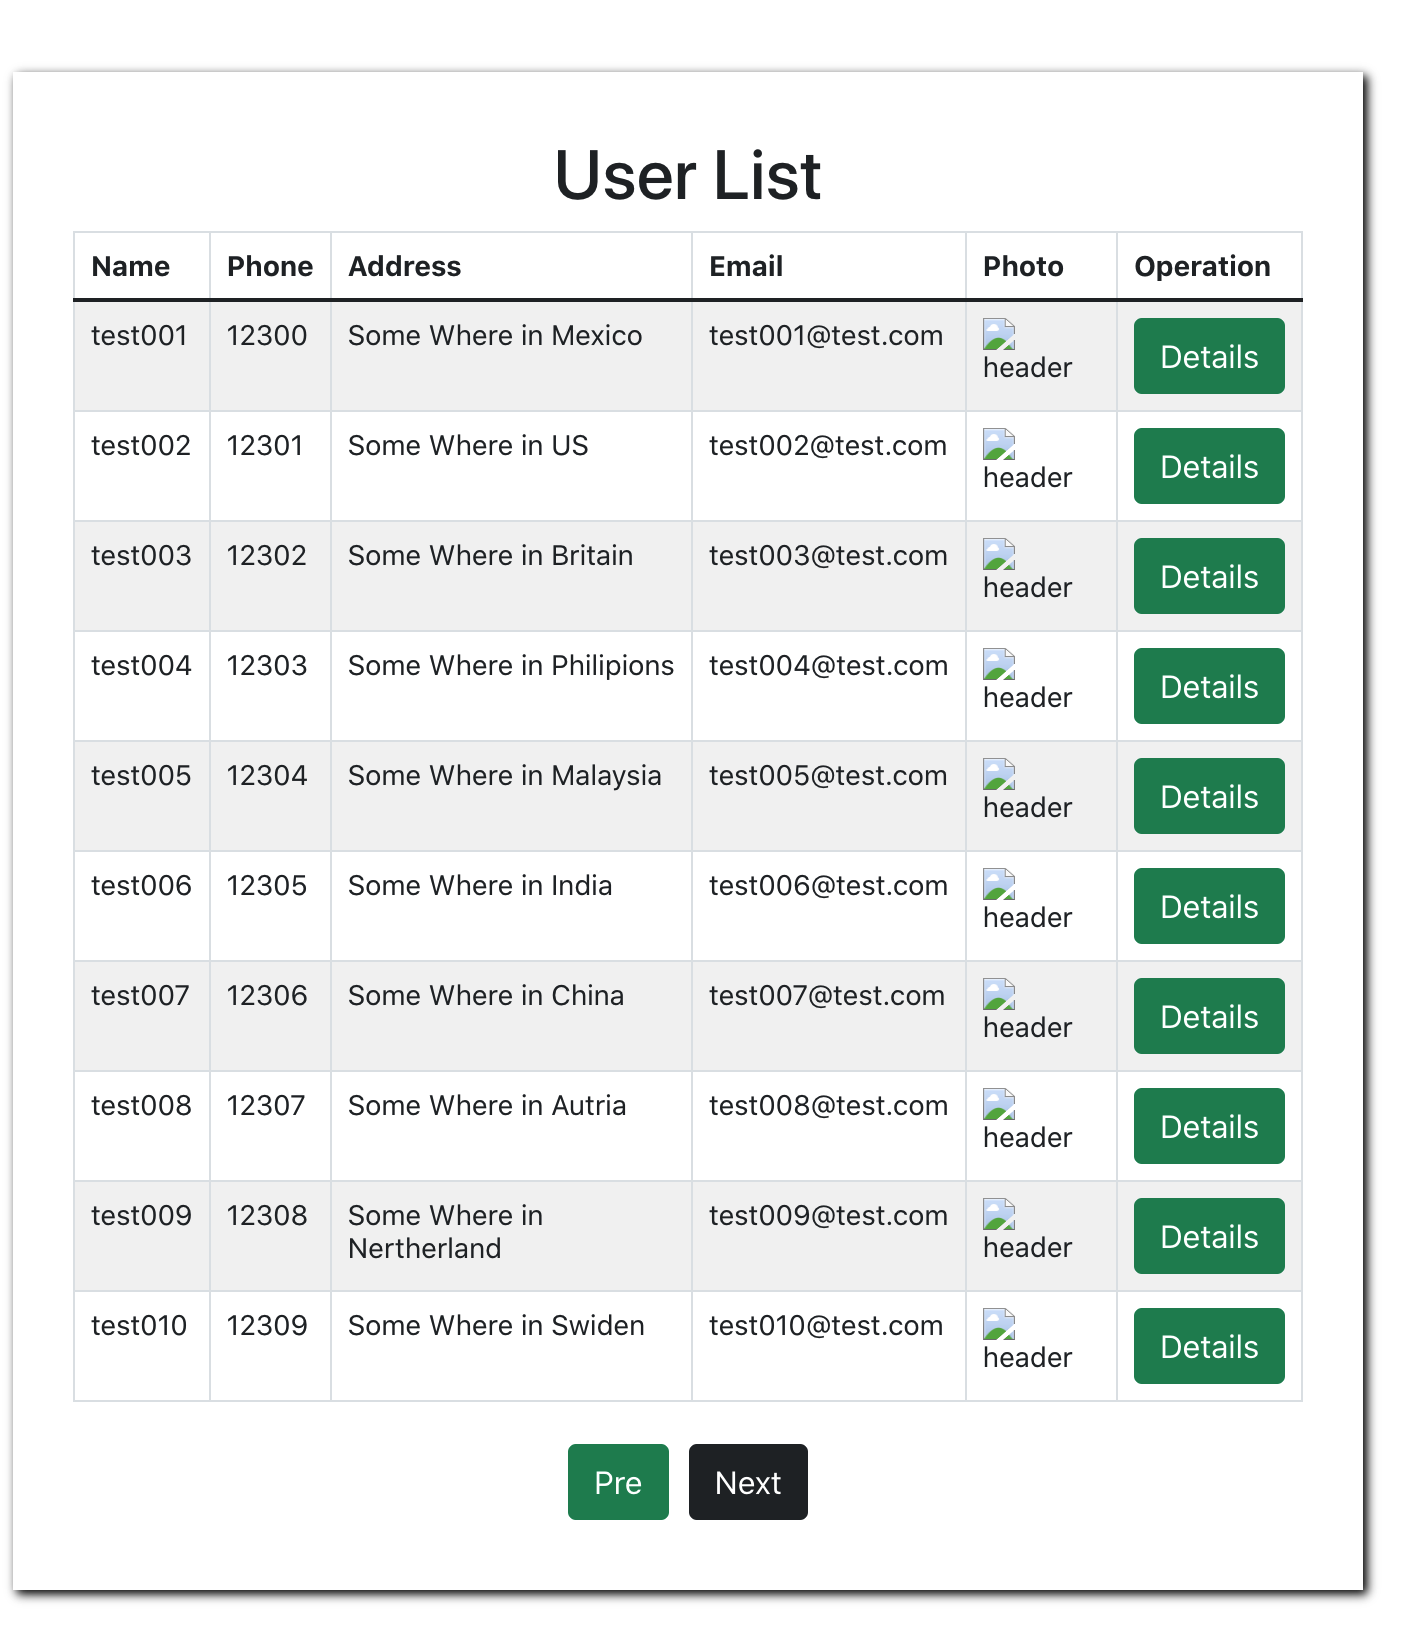 User List
Name Phone Address Email Photo Operation
test001 12300 Some Where in Mexico test001@test.com header Details
test002 12301 Some Where in US test002@test.com header Details
test003 12302 Some Where in Britain test003@test.com header Details
test004 12303 Some Where in Philipions test004@test.com header Details
test005 12304 Some Where in Malaysia test005@test.com header Details
test006 12305 Some Where in India test006@test.com header Details
test007 12306 Some Where in China test007@test.com header Details
test008 12307 Some Where in Autria test008@test.com header Details
test009 12308 Some Where in Nertherland test009@test.com header Details
test010 12309 Some Where in Swiden test010@test.com header Details
Pre Next